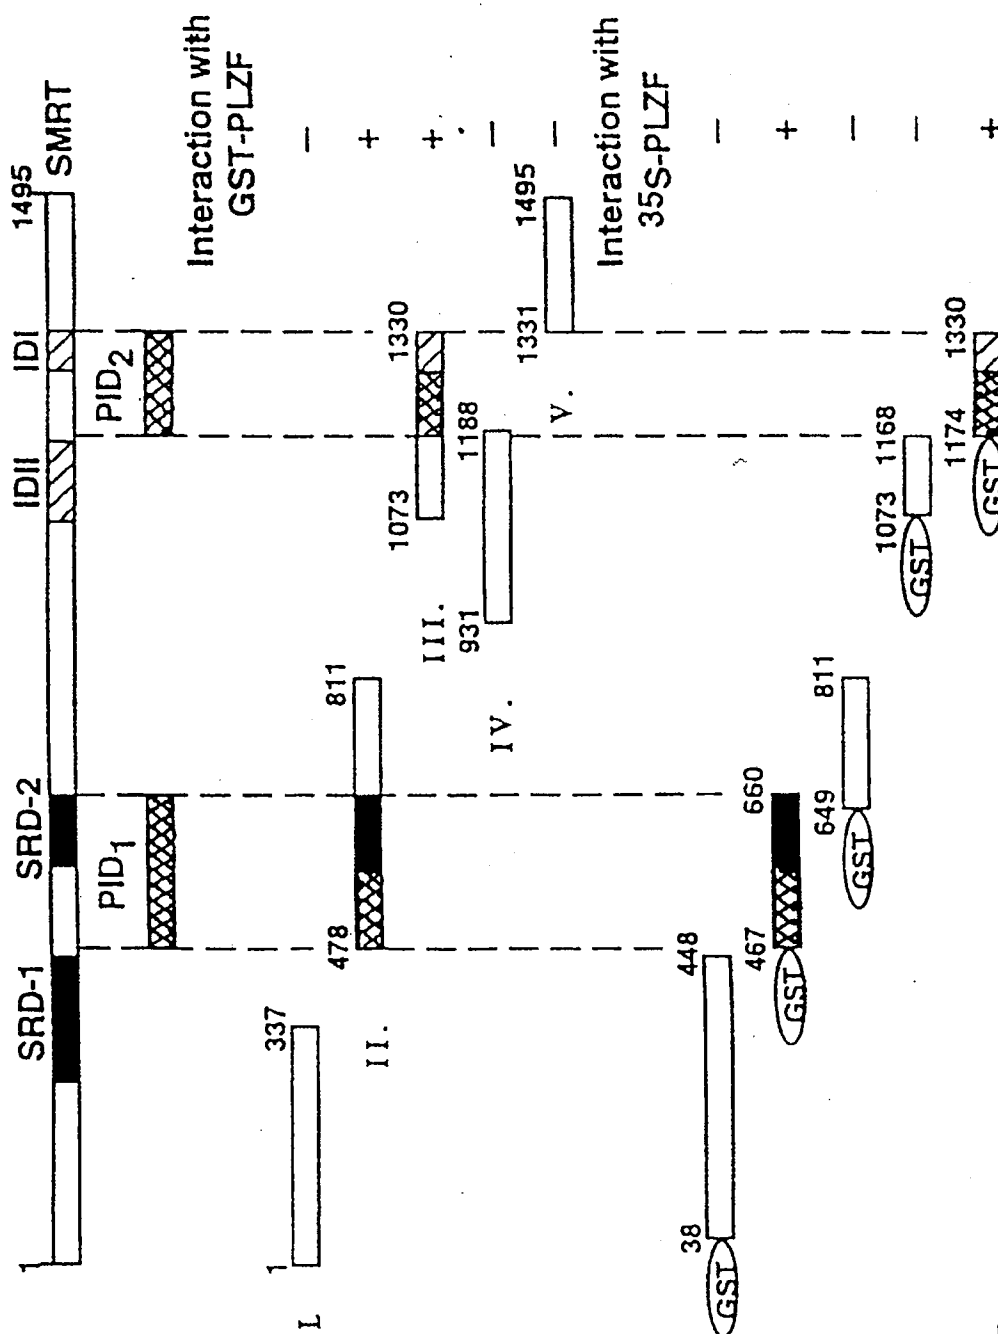 SRD-1 SRD-2 IDII IDI
1 1495
SMRT
PID1 PID2
Interaction with
GST-PLZF
I. 1 337 −
II. 478 811 +
III. 1073 1330 +
IV. 931 1188 −
V. 1331 1495 −
Interaction with
35S-PLZF
GST 38 448 −
GST 467 660 +
GST 649 811 −
GST 1073 1168 −
GST 1174 1330 +